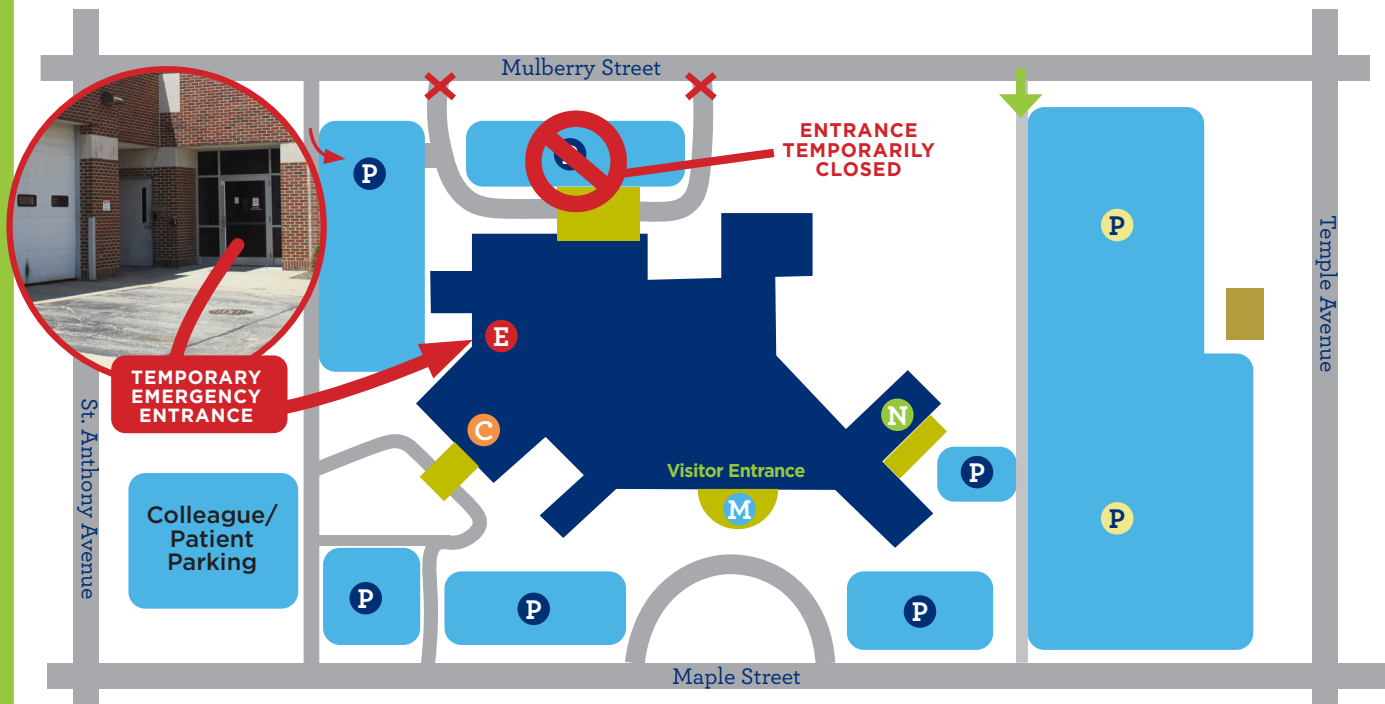 Mulberry Street
P
P
ENTRANCE
TEMPORARILY
CLOSED
P
Temple Avenue
E
TEMPORARY
EMERGENCY
ENTRANCE
St. Anthony Avenue
C
N
Visitor Entrance
P
M
P
Colleague/
Patient
Parking
P
P
P
Maple Street